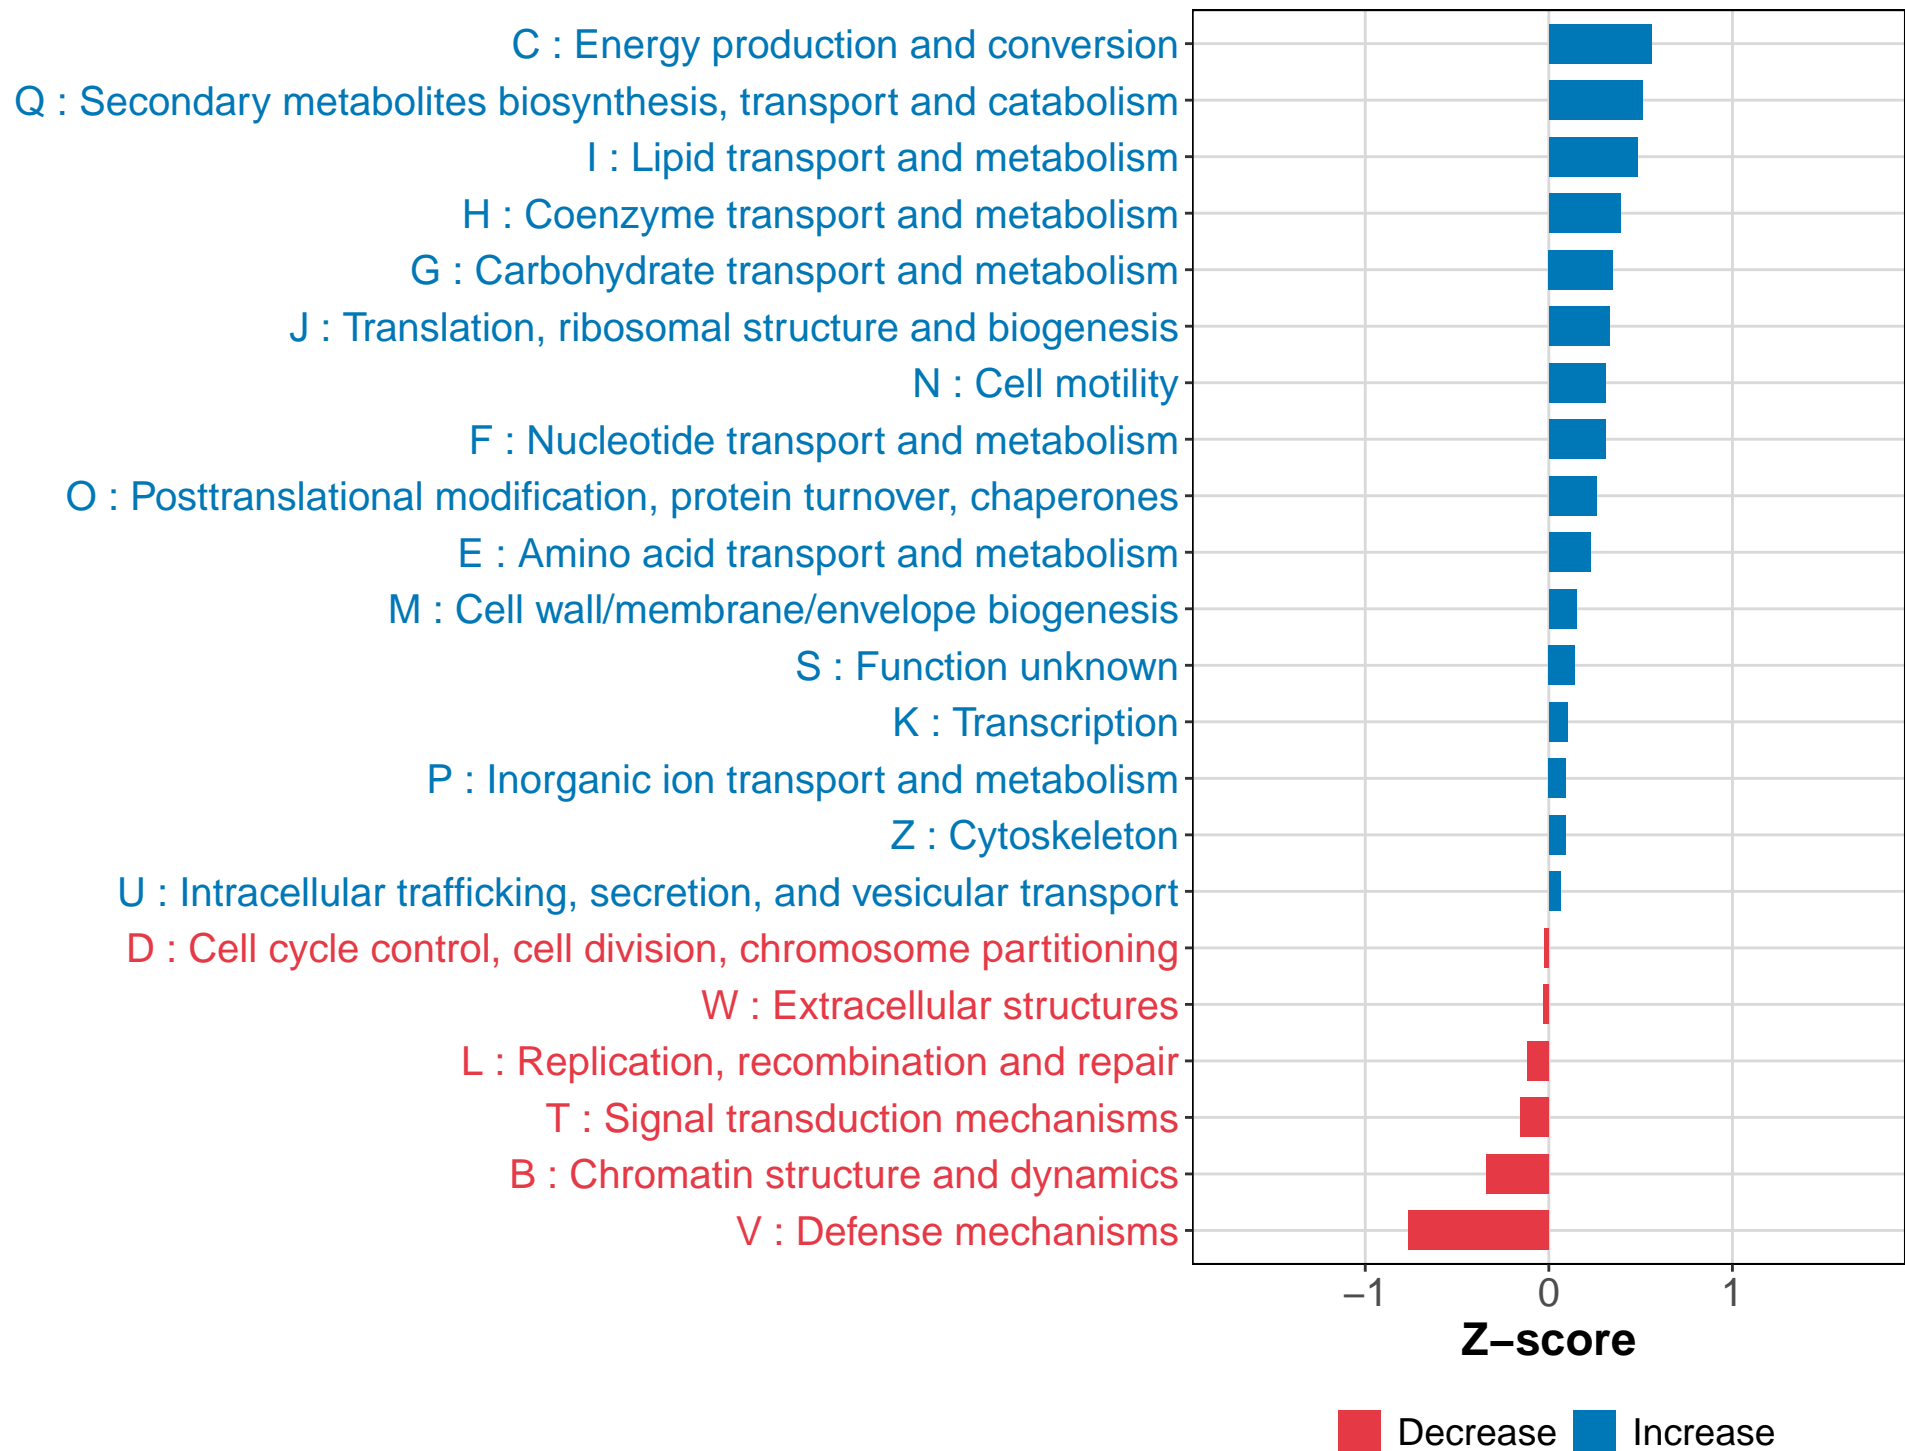 C : Energy production and conversion
Q : Secondary metabolites biosynthesis, transport and catabolism
I : Lipid transport and metabolism
H : Coenzyme transport and metabolism
G : Carbohydrate transport and metabolism
J : Translation, ribosomal structure and biogenesis
N : Cell motility
F : Nucleotide transport and metabolism
O : Posttranslational modification, protein turnover, chaperones
E : Amino acid transport and metabolism
M : Cell wall/membrane/envelope biogenesis
S : Function unknown
K : Transcription
P : Inorganic ion transport and metabolism
Z : Cytoskeleton
U : Intracellular trafficking, secretion, and vesicular transport
D : Cell cycle control, cell division, chromosome partitioning
W : Extracellular structures
L : Replication, recombination and repair
T : Signal transduction mechanisms
B : Chromatin structure and dynamics
V : Defense mechanisms
−1 0 1
Z−score
Decrease Increase